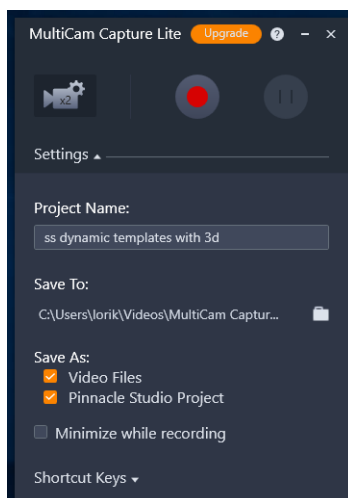 MultiCam Capture Lite Upgrade ?
x2
Settings
Project Name:
ss dynamic templates with 3d
Save To:
C:\Users\lorik\Videos\MultiCam Captur...
Save As:
Video Files
Pinnacle Studio Project
Minimize while recording
Shortcut Keys